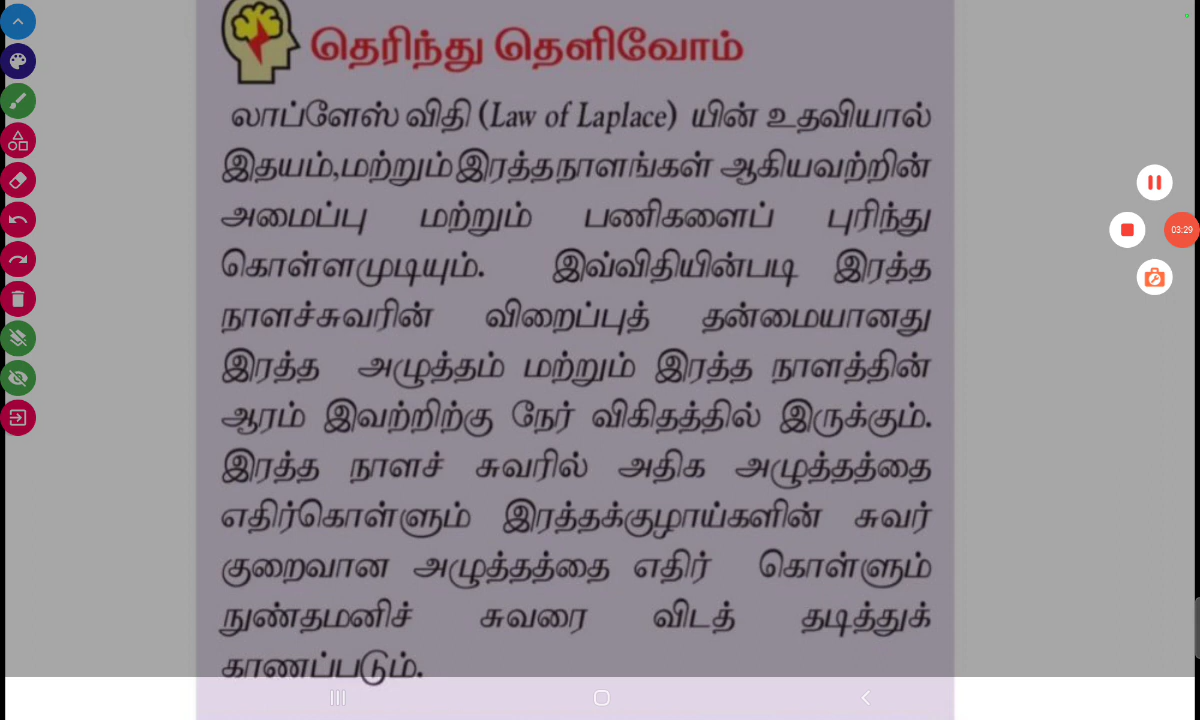 தெரிந்து தெளிவோம்
லாப்ளேஸ் விதி (Law of Laplace) யின் உதவியால்
இதயம்,மற்றும் இரத்தநாளங்கள் ஆகியவற்றின்
அமைப்பு மற்றும் பணிகளைப் புரிந்து
கொள்ளமுடியும். இவ்விதியின்படி இரத்த
நாளச்சுவரின் விறைப்புத் தன்மையானது
இரத்த அழுத்தம் மற்றும் இரத்த நாளத்தின்
ஆரம் இவற்றிற்கு நேர் விகிதத்தில் இருக்கும்.
இரத்த நாளச் சுவரில் அதிக அழுத்தத்தை
எதிர்கொள்ளும் இரத்தக்குழாய்களின் சுவர்
குறைவான அழுத்தத்தை எதிர் கொள்ளும்
நுண்தமனிச் சுவரை விடத் தடித்துக்
காணப்படும்.
03:29